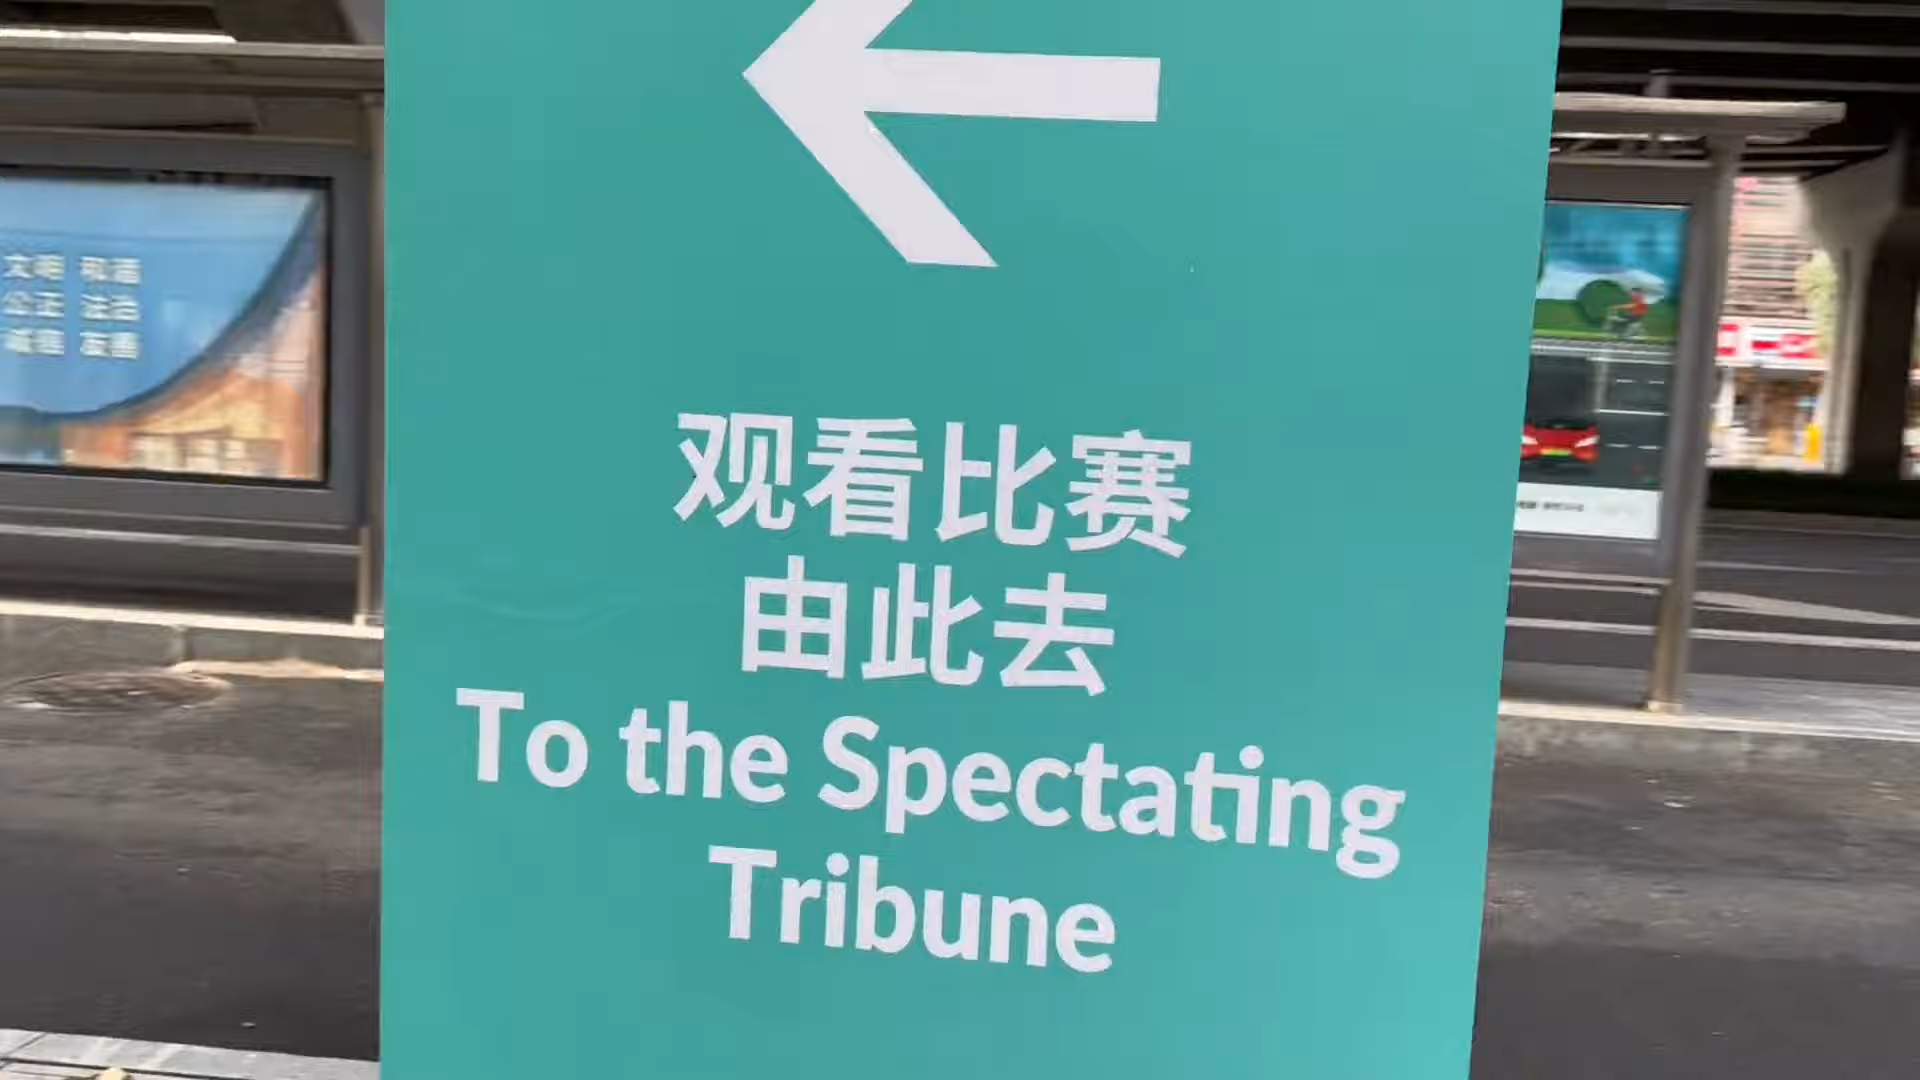 观看比赛
由此去
To the Spectating
Tribune
文明 和谐
公正 法治
诚信 友善